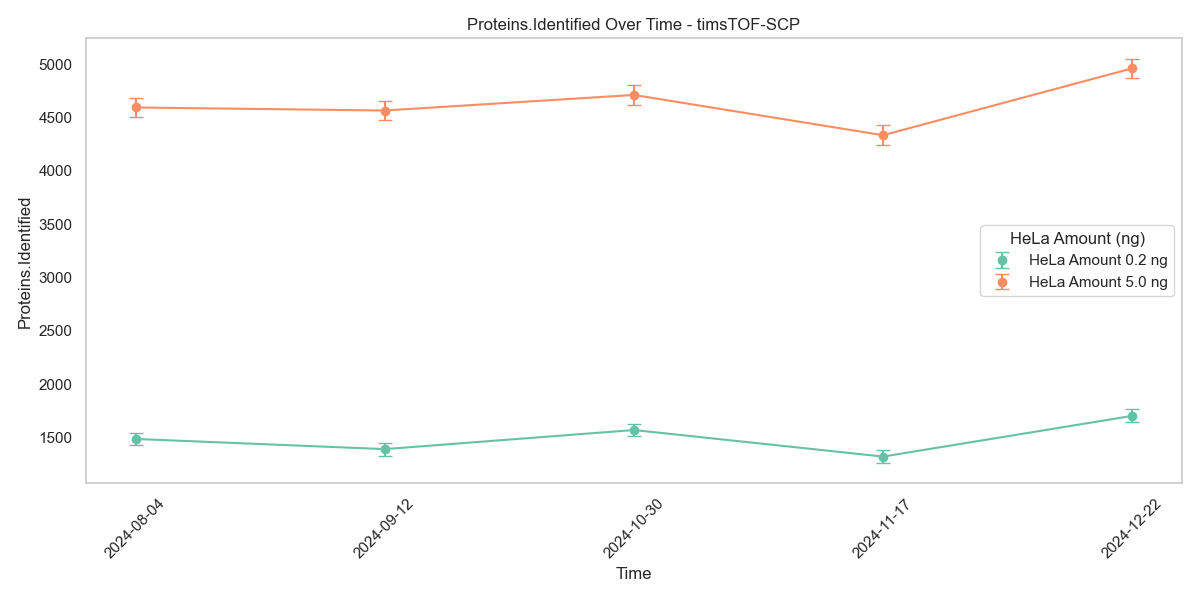 Proteins.Identified Over Time - timsTOF-SCP
Proteins.Identified
5000
4500
4000
3500
3000
2500
2000
1500
HeLa Amount (ng)
HeLa Amount 0.2 ng
HeLa Amount 5.0 ng
2024-08-04
2024-09-12
2024-10-30
2024-11-17
2024-12-22
Time